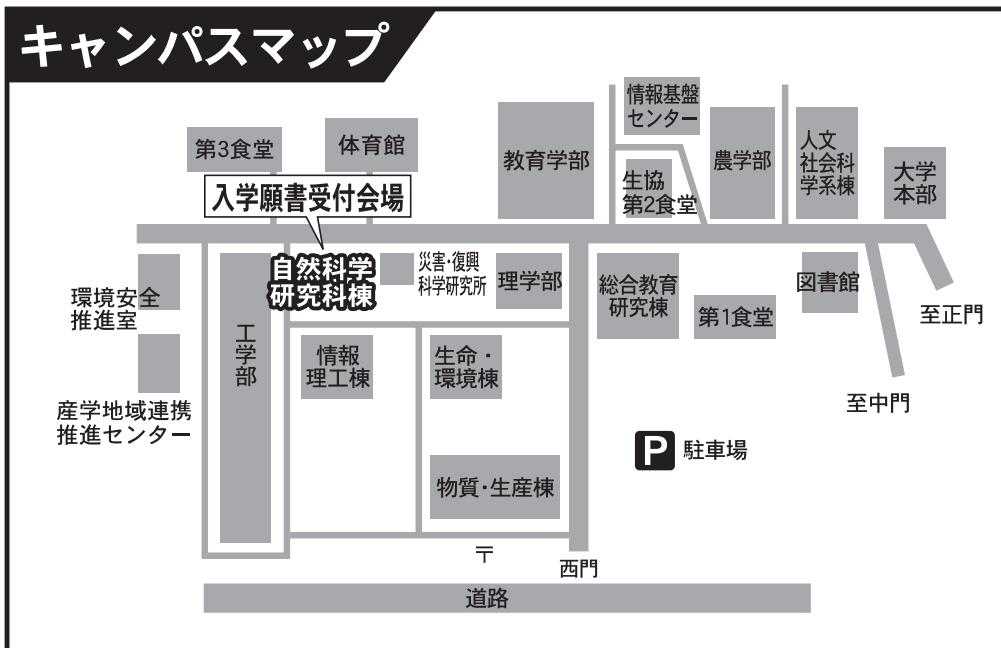 キャンパスマップ
情報基盤
センター
第3食堂
体育館
教育学部
農学部
人文
社会科
学系棟
大学
本部
生協
第2食堂
入学願書受付会場
自然科学
研究科棟
災害・復興
科学研究所
理学部
総合教育
研究棟
第1食堂
図書館
至正門
環境安全
推進室
工学部
情報
理工棟
生命・
環境棟
至中門
産学地域連携
推進センター
P 駐車場
物質・生産棟
〒
西門
道路